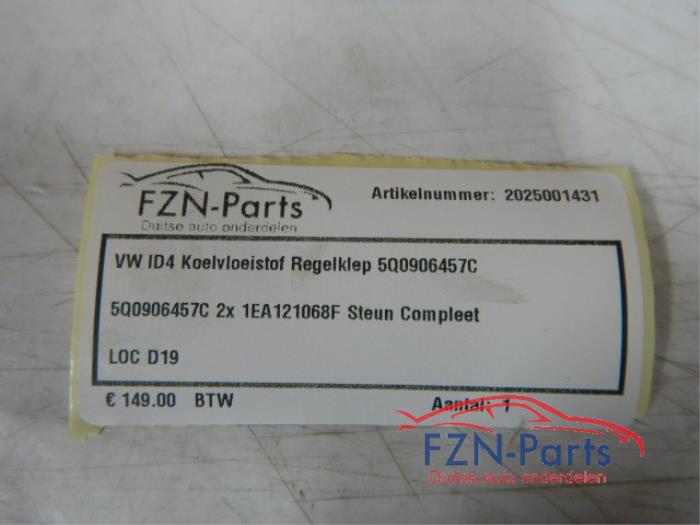 FZN-Parts
Duitse auto onderdelen
Artikelnummer: 2025001431
VW ID4 Koelvloeistof Regelklep 5Q0906457C
5Q0906457C 2x 1EA121068F Steun Compleet
LOC D19
€ 149.00 BTW
Aantal: 1
FZN-Parts
Duitse auto onderdelen